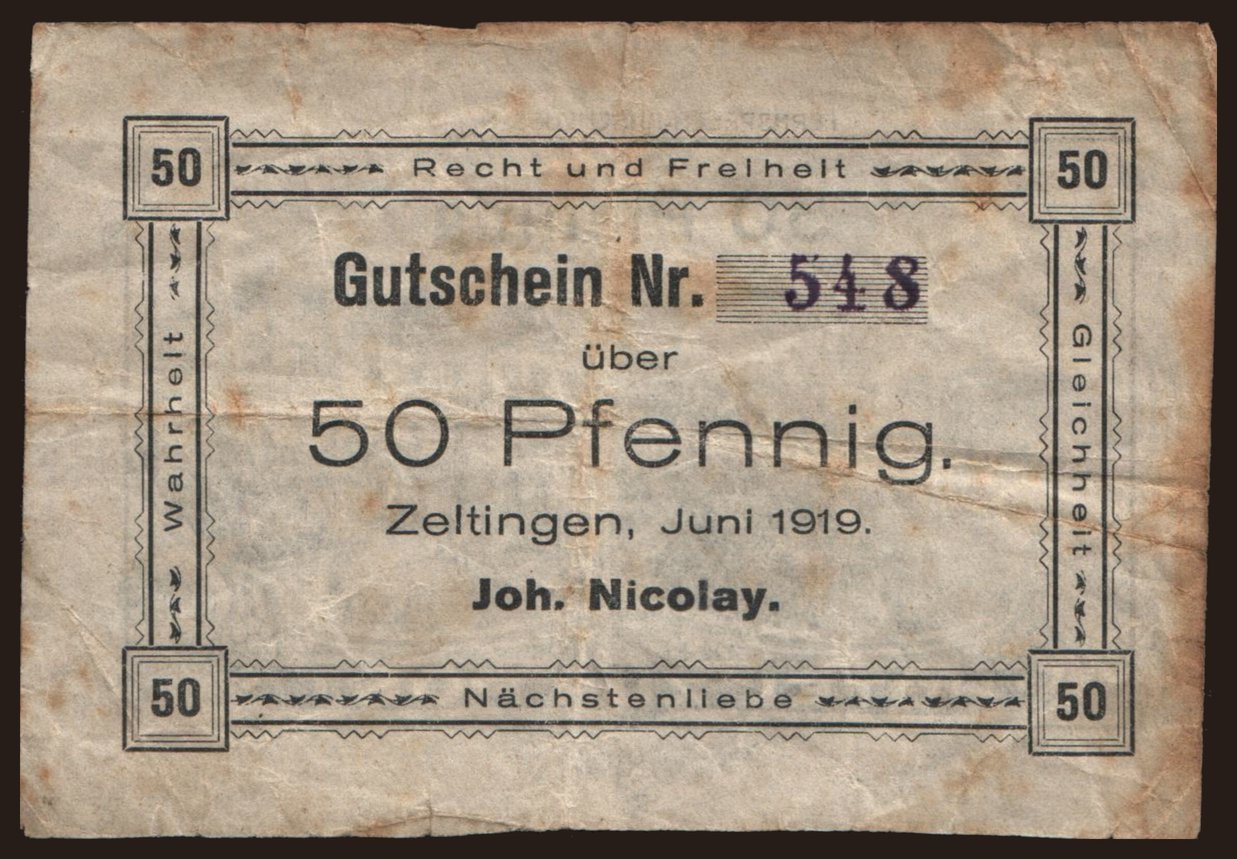 50 Recht und Freiheit 50
Gutschein Nr. 548
über
50 Pfennig.
Zeltingen, Juni 1919.
Joh. Nicolay.
Wahrheit
Gleichheit
50 Nächstenliebe 50